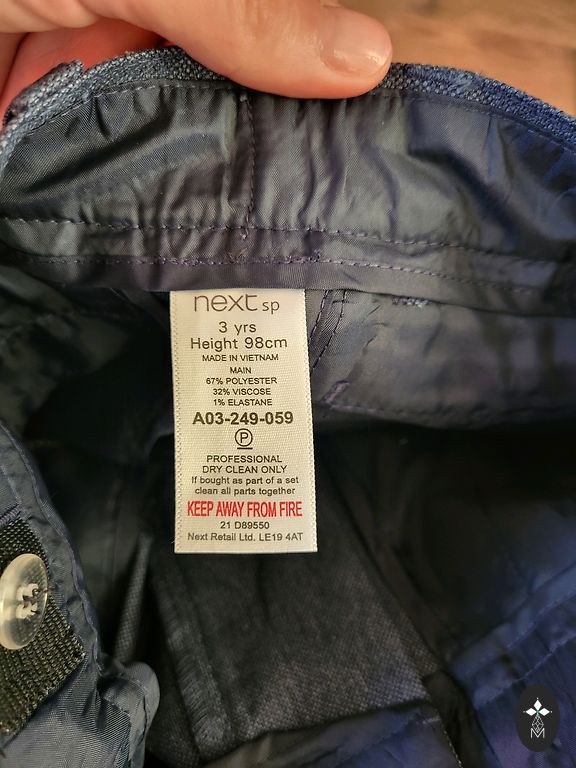 next sp
3 yrs
Height 98cm
MADE IN VIETNAM
MAIN
67% POLYESTER
32% VISCOSE
1% ELASTANE
A03-249-059
P
PROFESSIONAL
DRY CLEAN ONLY
If bought as part of a set
clean all parts together
KEEP AWAY FROM FIRE
21 D89550
Next Retail Ltd. LE19 4AT
M